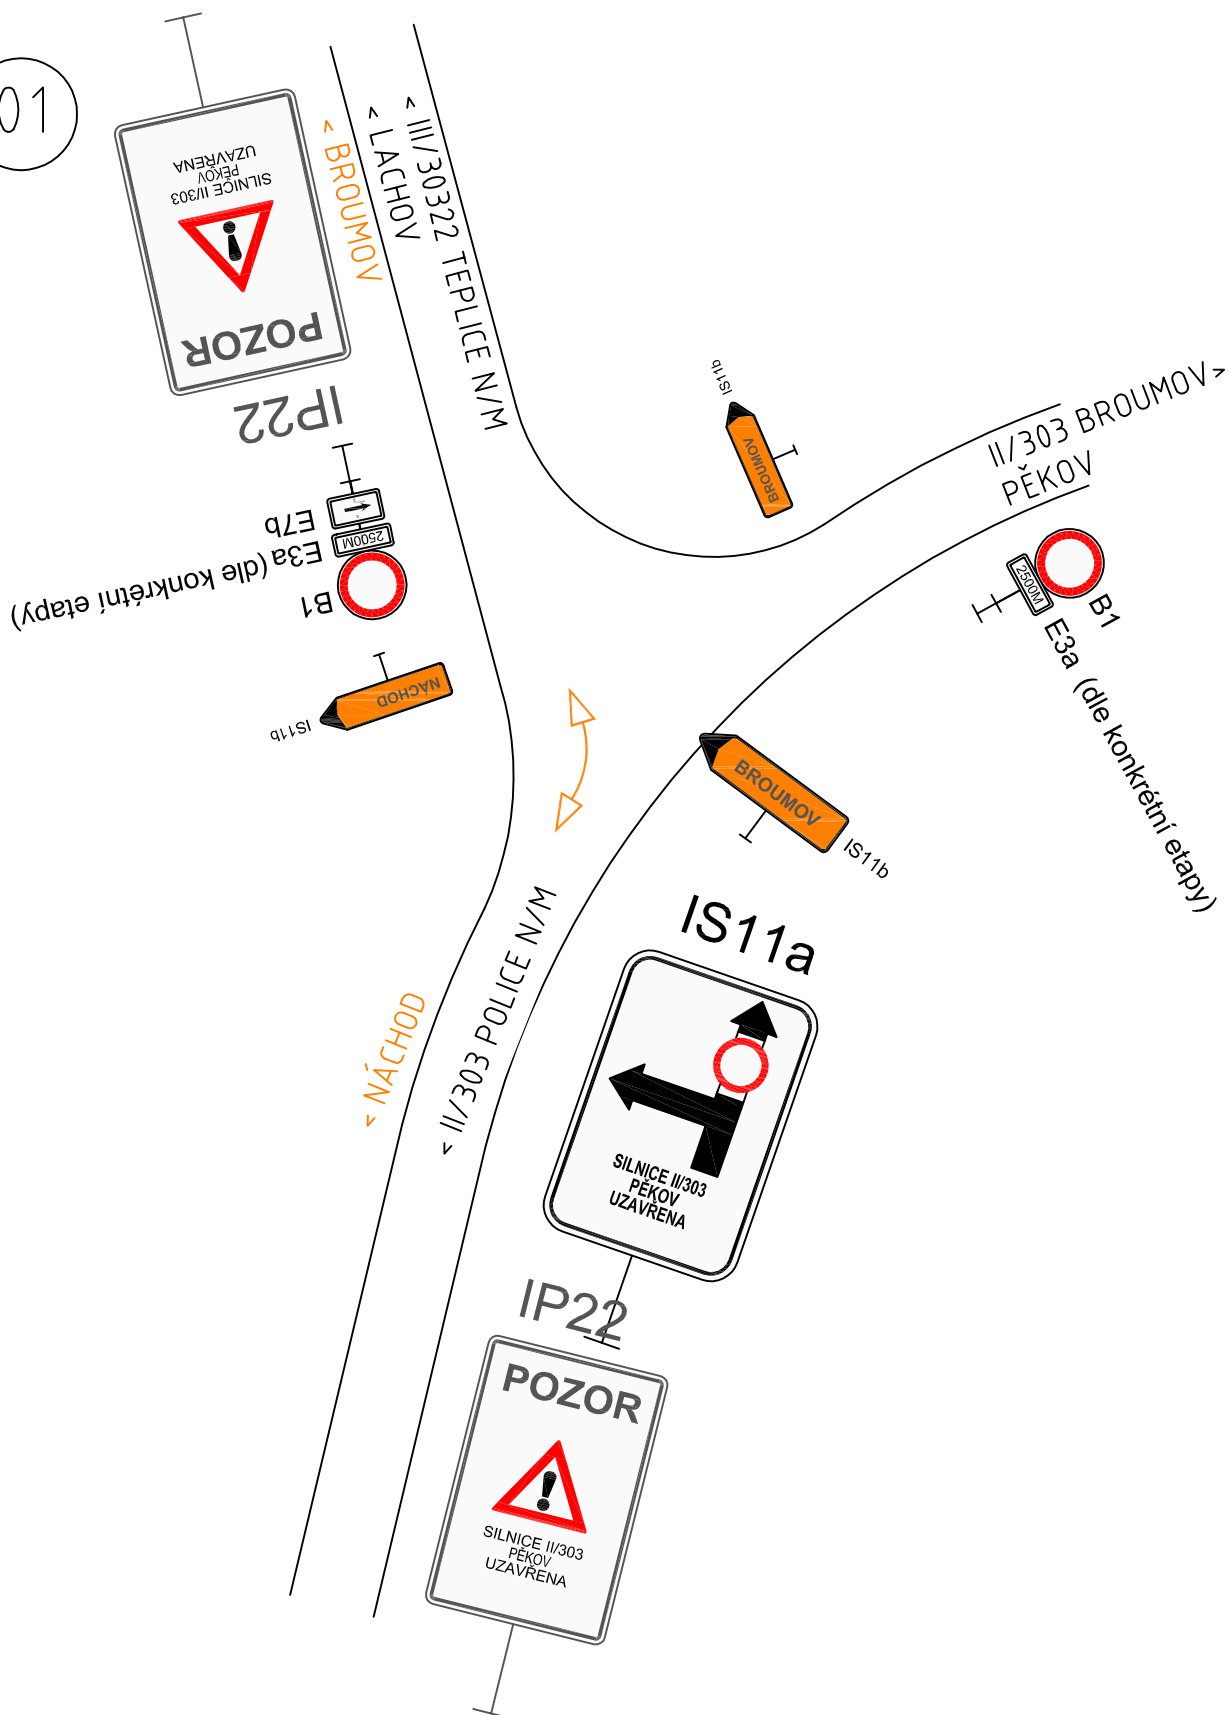 01
SILNICE II/303
PĚKOV
UZAVŘENA
POZOR
IP22
< BROUMOV
< LACHOV
< III/30322 TEPLICE N/M
E7b
2500M
E3a (dle konkrétní etapy)
B1
NÁCHOD
IS11b
IS11b
BROUMOV
II/303 BROUMOV >
PĚKOV
2500M
B1
E3a (dle konkrétní etapy)
BROUMOV
IS11b
< NÁCHOD
< II/303 POLICE N/M
IS11a
SILNICE II/303
PĚKOV
UZAVŘENA
IP22
POZOR
SILNICE II/303
PĚKOV
UZAVŘENA